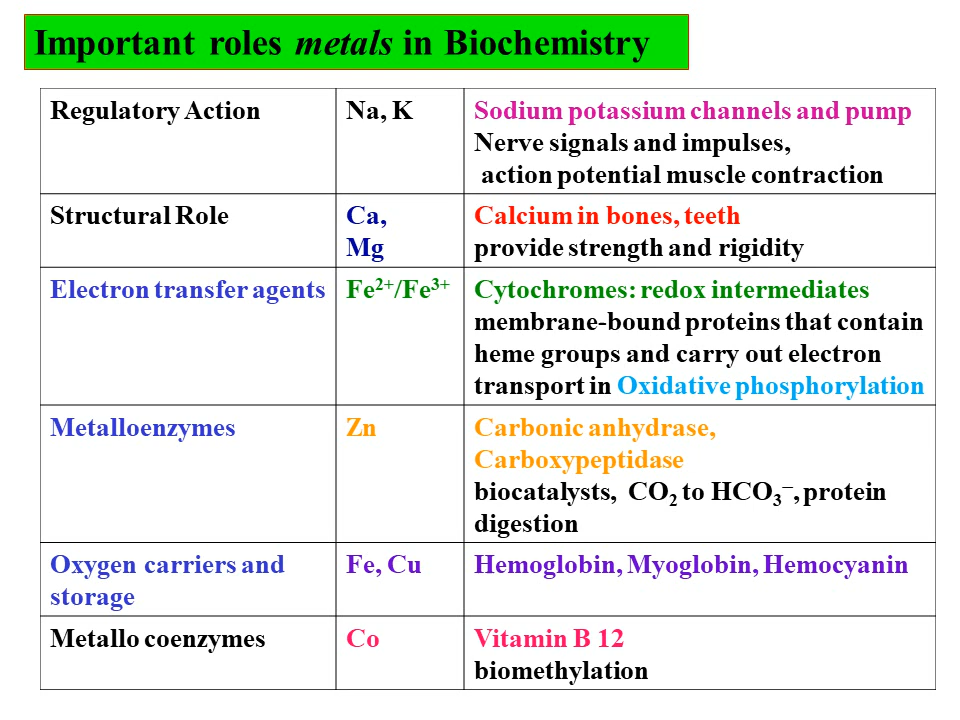 Important roles metals in Biochemistry
Regulatory Action
Na, K
Sodium potassium channels and pump
Nerve signals and impulses,
action potential muscle contraction
Structural Role
Ca,
Mg
Calcium in bones, teeth
provide strength and rigidity
Electron transfer agents
Fe²⁺/Fe³⁺
Cytochromes: redox intermediates
membrane-bound proteins that contain
heme groups and carry out electron
transport in Oxidative phosphorylation
Metalloenzymes
Zn
Carbonic anhydrase,
Carboxypeptidase
biocatalysts, CO₂ to HCO₃⁻, protein
digestion
Oxygen carriers and
storage
Fe, Cu
Hemoglobin, Myoglobin, Hemocyanin
Metallo coenzymes
Co
Vitamin B 12
biomethylation